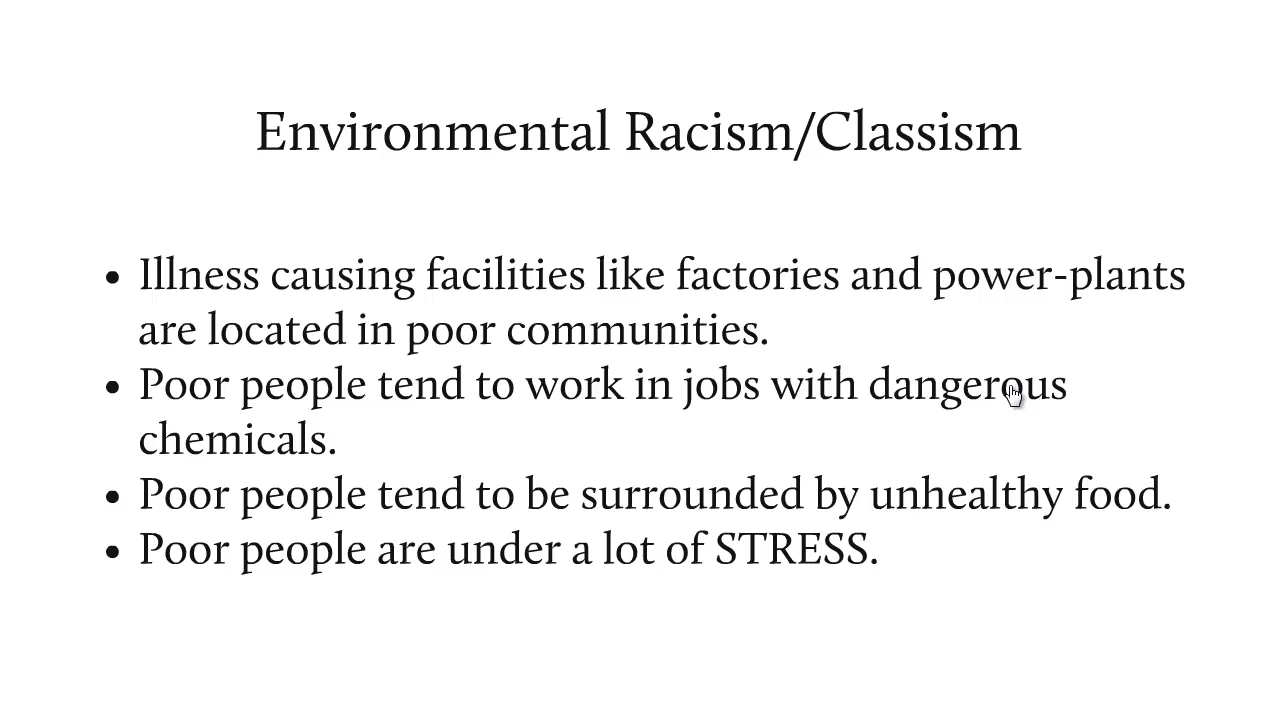 Environmental Racism/Classism
• Illness causing facilities like factories and power-plants
are located in poor communities.
• Poor people tend to work in jobs with dangerous
chemicals.
• Poor people tend to be surrounded by unhealthy food.
• Poor people are under a lot of STRESS.